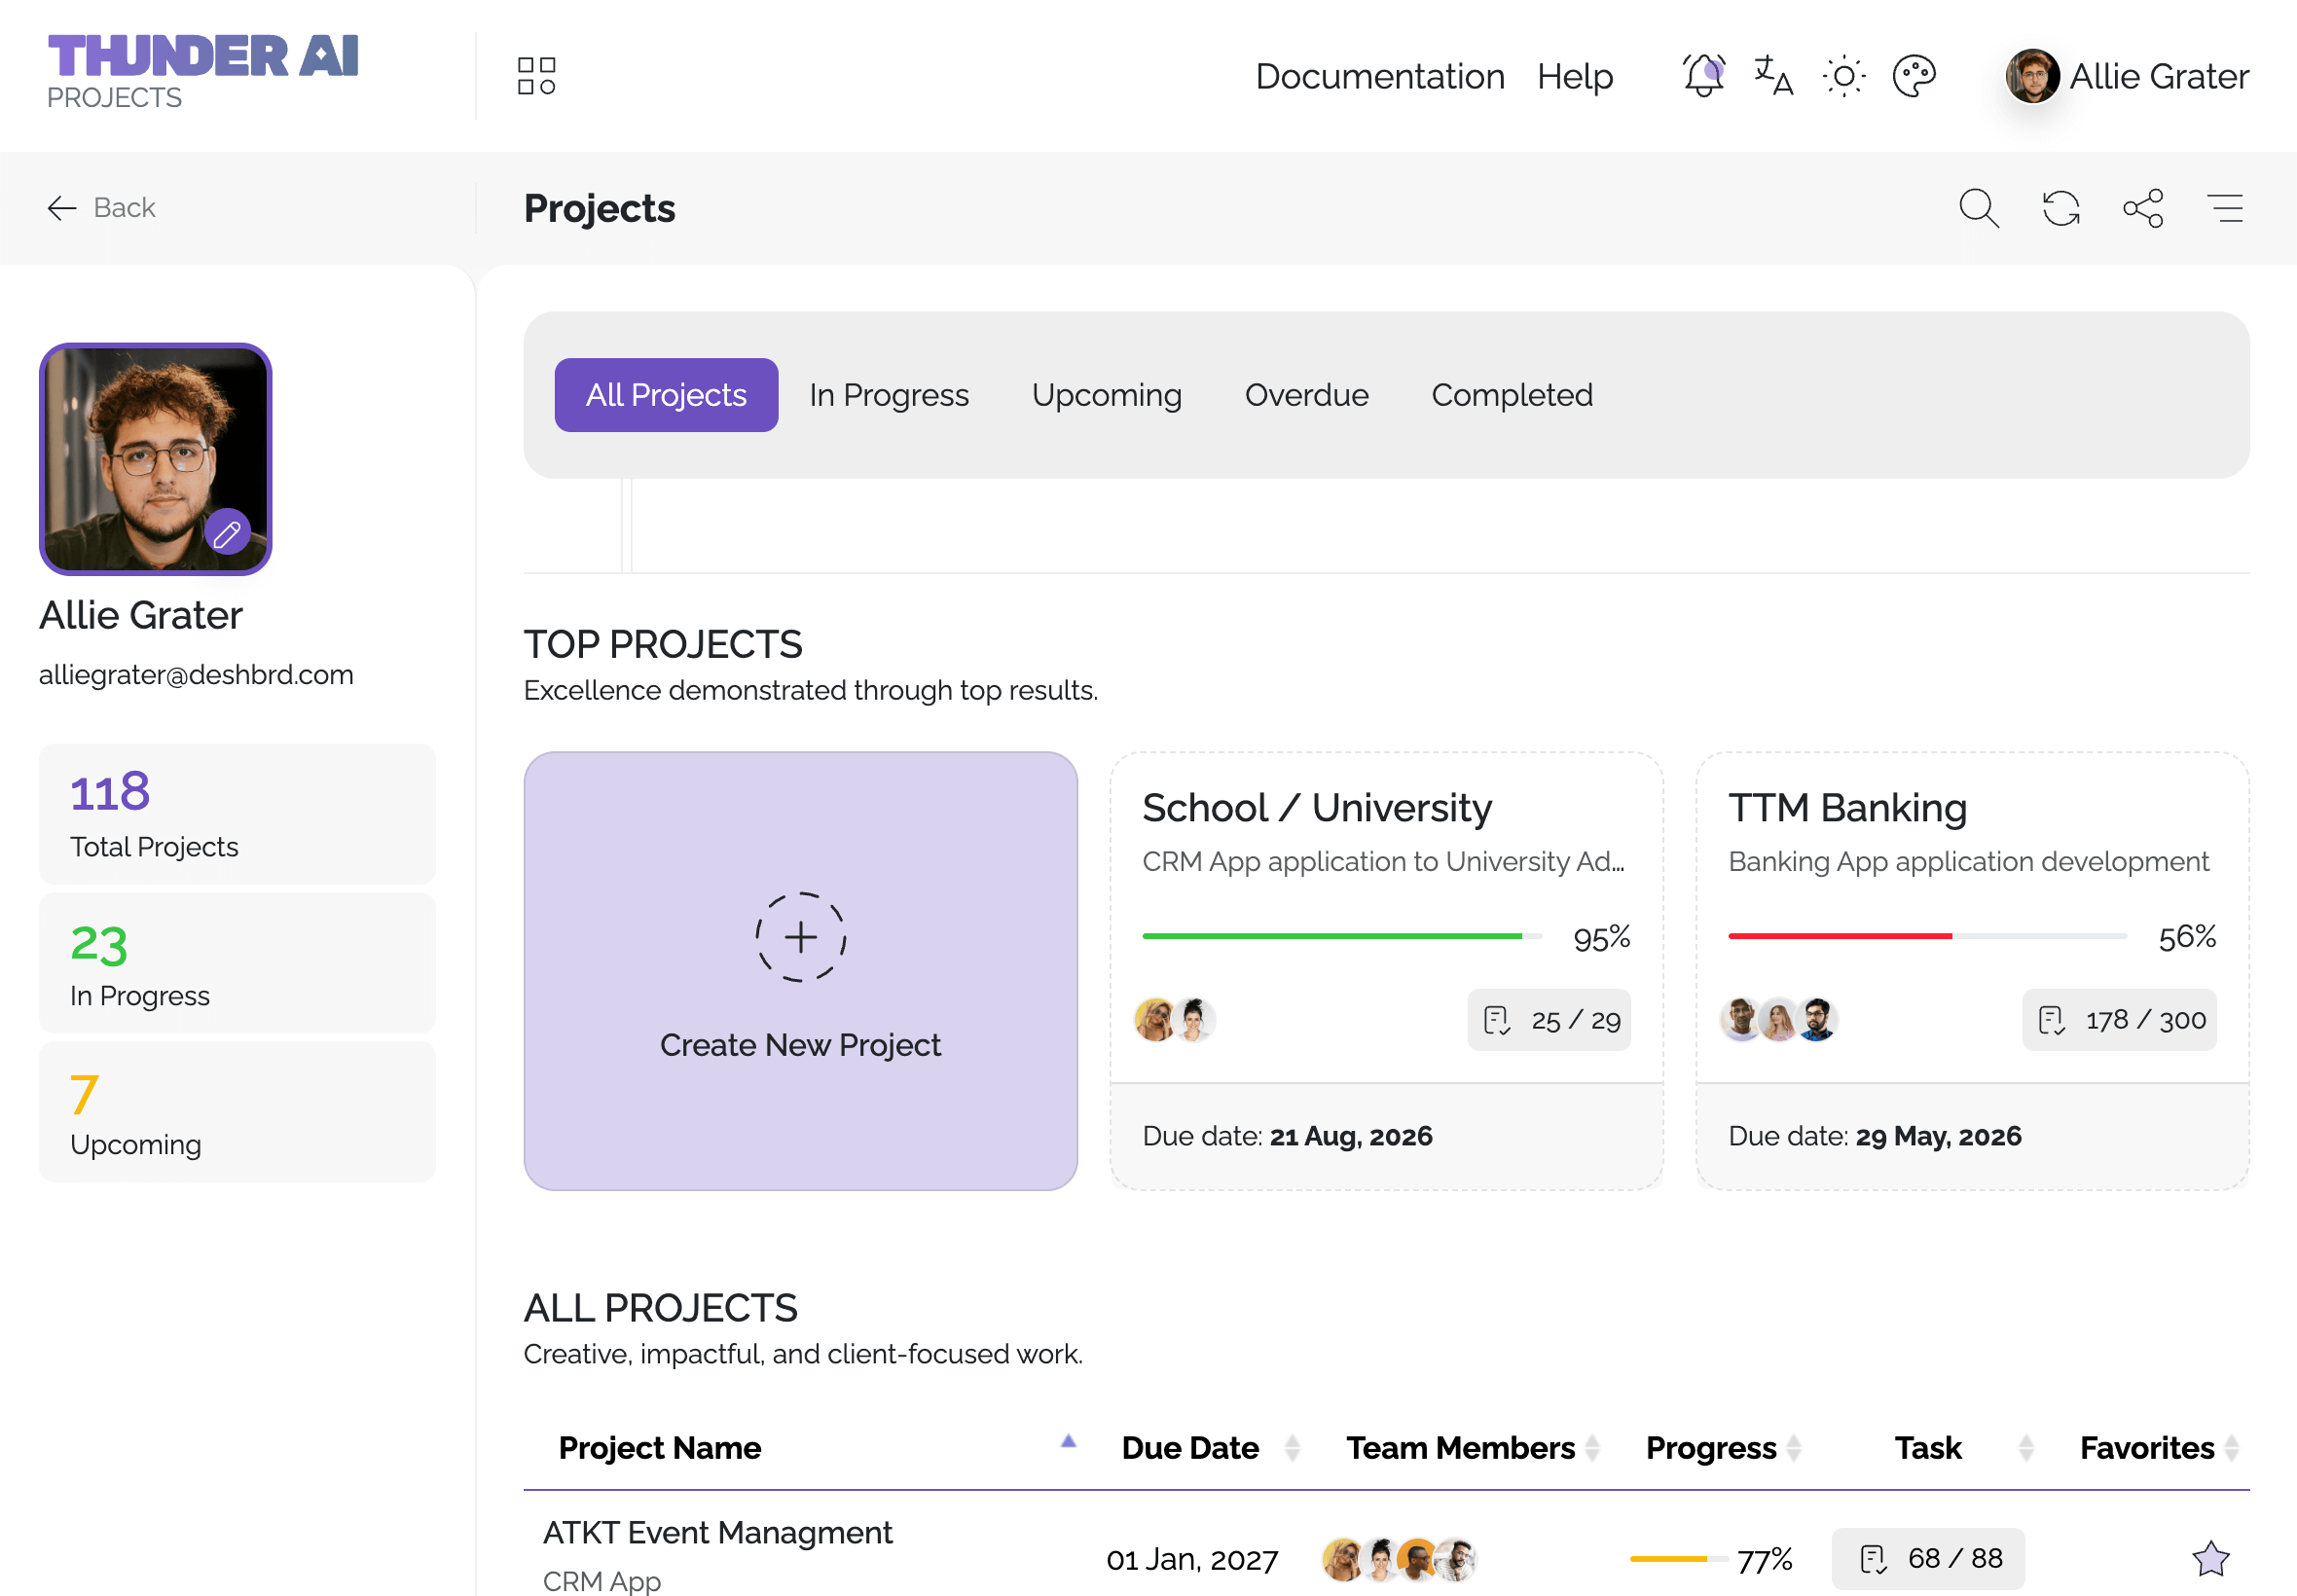 THUNDER AI
PROJECTS
Documentation
Help
Allie Grater
Back
Projects
All Projects
In Progress
Upcoming
Overdue
Completed
Allie Grater
alliegrater@deshbrd.com
118
Total Projects
23
In Progress
7
Upcoming
TOP PROJECTS
Excellence demonstrated through top results.
Create New Project
School / University
CRM App application to University Ad...
95%
25 / 29
Due date: 21 Aug, 2026
TTM Banking
Banking App application development
56%
178 / 300
Due date: 29 May, 2026
ALL PROJECTS
Creative, impactful, and client-focused work.
Project Name Due Date Team Members Progress Task Favorites
ATKT Event Managment
CRM App
01 Jan, 2027
77%
68 / 88